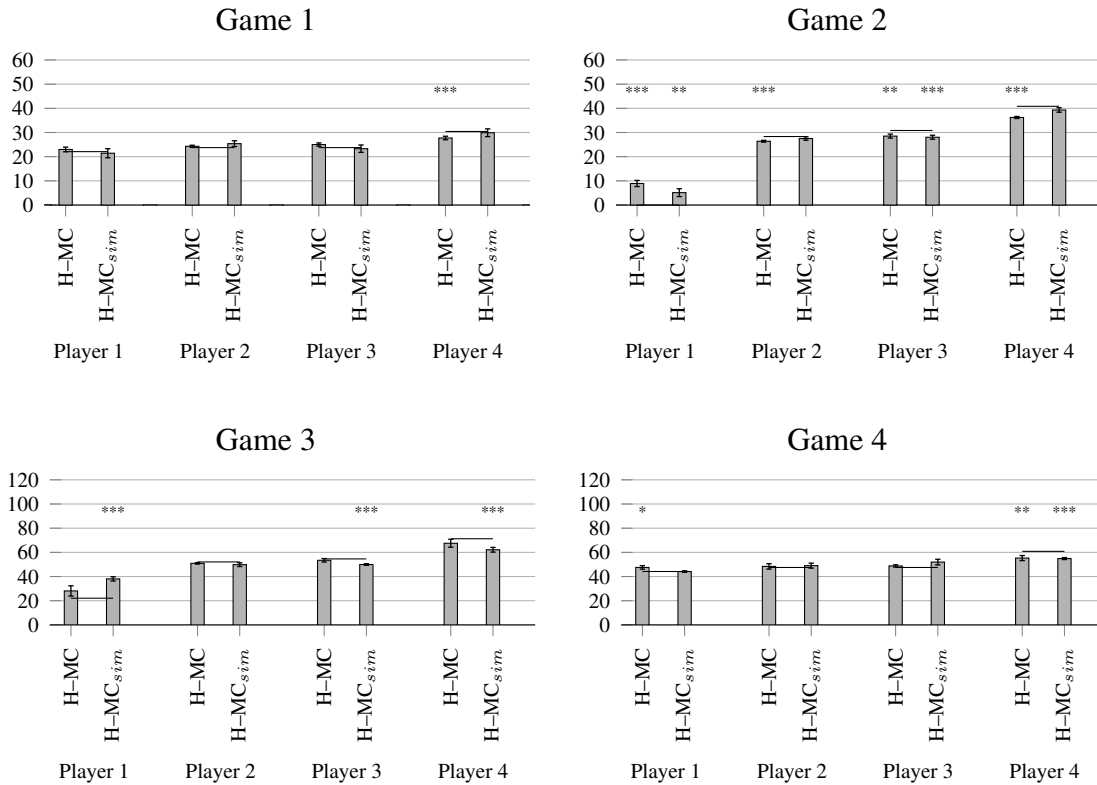 Game 1
60
50
40
30
20
10
0
***
H–MC
H–MCsim
H–MC
H–MCsim
H–MC
H–MCsim
H–MC
H–MCsim
Player 1 Player 2 Player 3 Player 4
Game 2
60
50
40
30
20
10
0
*** ** *** ** *** ***
H–MC
H–MCsim
H–MC
H–MCsim
H–MC
H–MCsim
H–MC
H–MCsim
Player 1 Player 2 Player 3 Player 4
Game 3
120
100
80
60
40
20
0
*** *** ***
H–MC
H–MCsim
H–MC
H–MCsim
H–MC
H–MCsim
H–MC
H–MCsim
Player 1 Player 2 Player 3 Player 4
Game 4
120
100
80
60
40
20
0
* ** ***
H–MC
H–MCsim
H–MC
H–MCsim
H–MC
H–MCsim
H–MC
H–MCsim
Player 1 Player 2 Player 3 Player 4